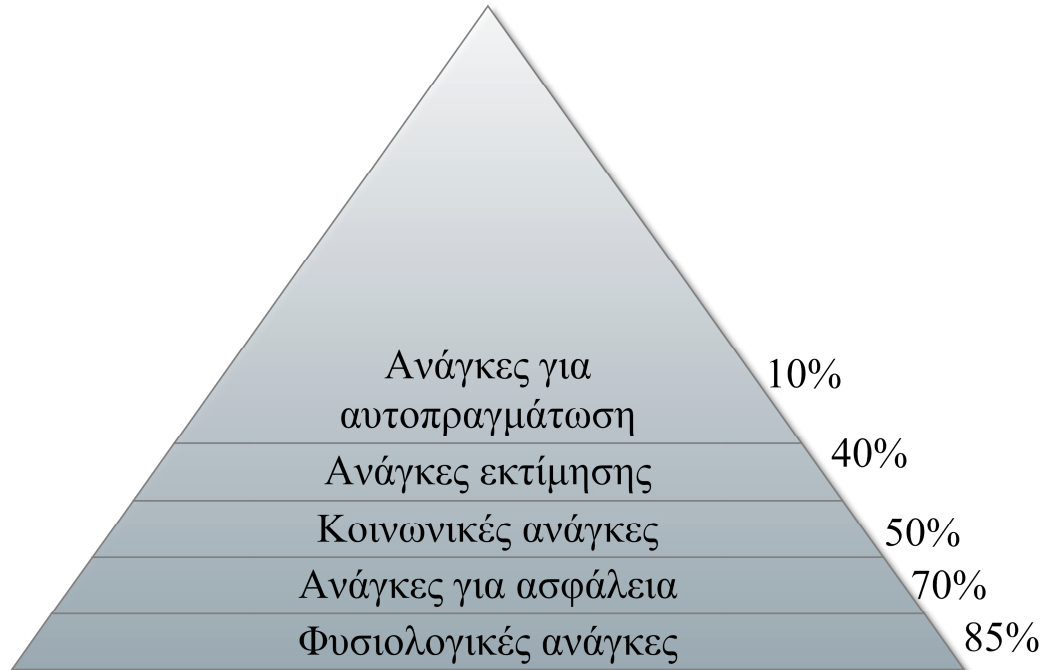 Ανάγκες για
αυτοπραγμάτωση
10%
Ανάγκες εκτίμησης
40%
Κοινωνικές ανάγκες
50%
Ανάγκες για ασφάλεια
70%
Φυσιολογικές ανάγκες
85%